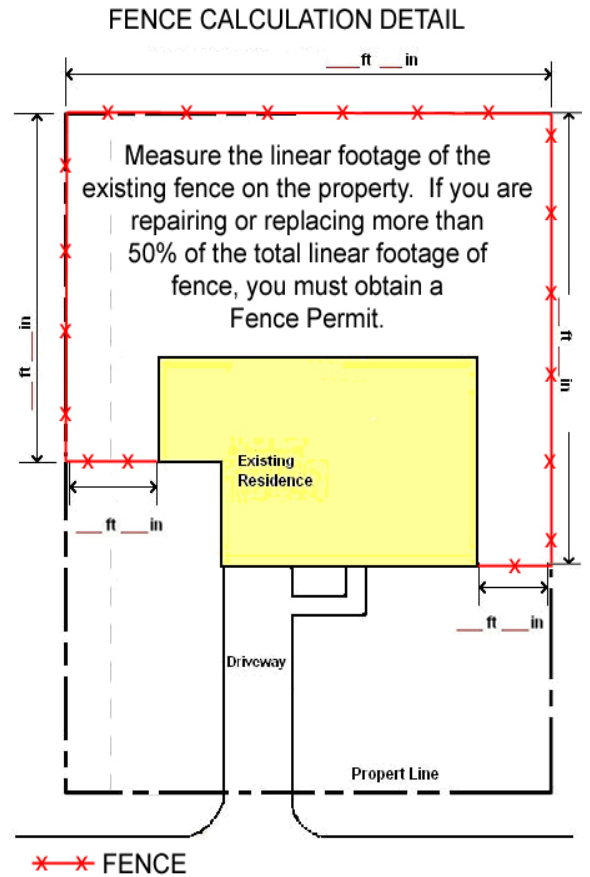 FENCE CALCULATION DETAIL
___ft __in
Measure the linear footage of the
existing fence on the property. If you are
repairing or replacing more than
50% of the total linear footage of
fence, you must obtain a
Fence Permit.
___ft ___in
___ft ___in
Existing
Residence
___ft ___in
___ft ___in
Driveway
Propert Line
FENCE